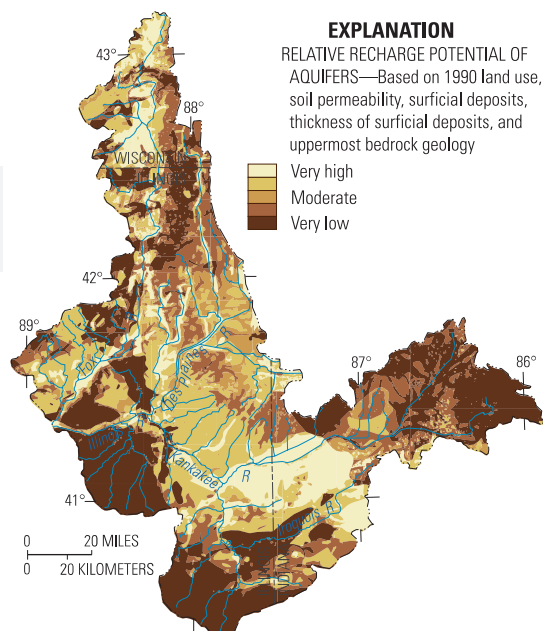 EXPLANATION
RELATIVE RECHARGE POTENTIAL OF
AQUIFERS—Based on 1990 land use,
soil permeability, surficial deposits,
thickness of surficial deposits, and
uppermost bedrock geology
Very high
Moderate
Very low
43°
88°
WISCONSIN
ILLINOIS
42°
89°
87°
86°
Fox
Des Plaines R
Illinois
Kankakee R
Iroquois R
41°
0 20 MILES
0 20 KILOMETERS